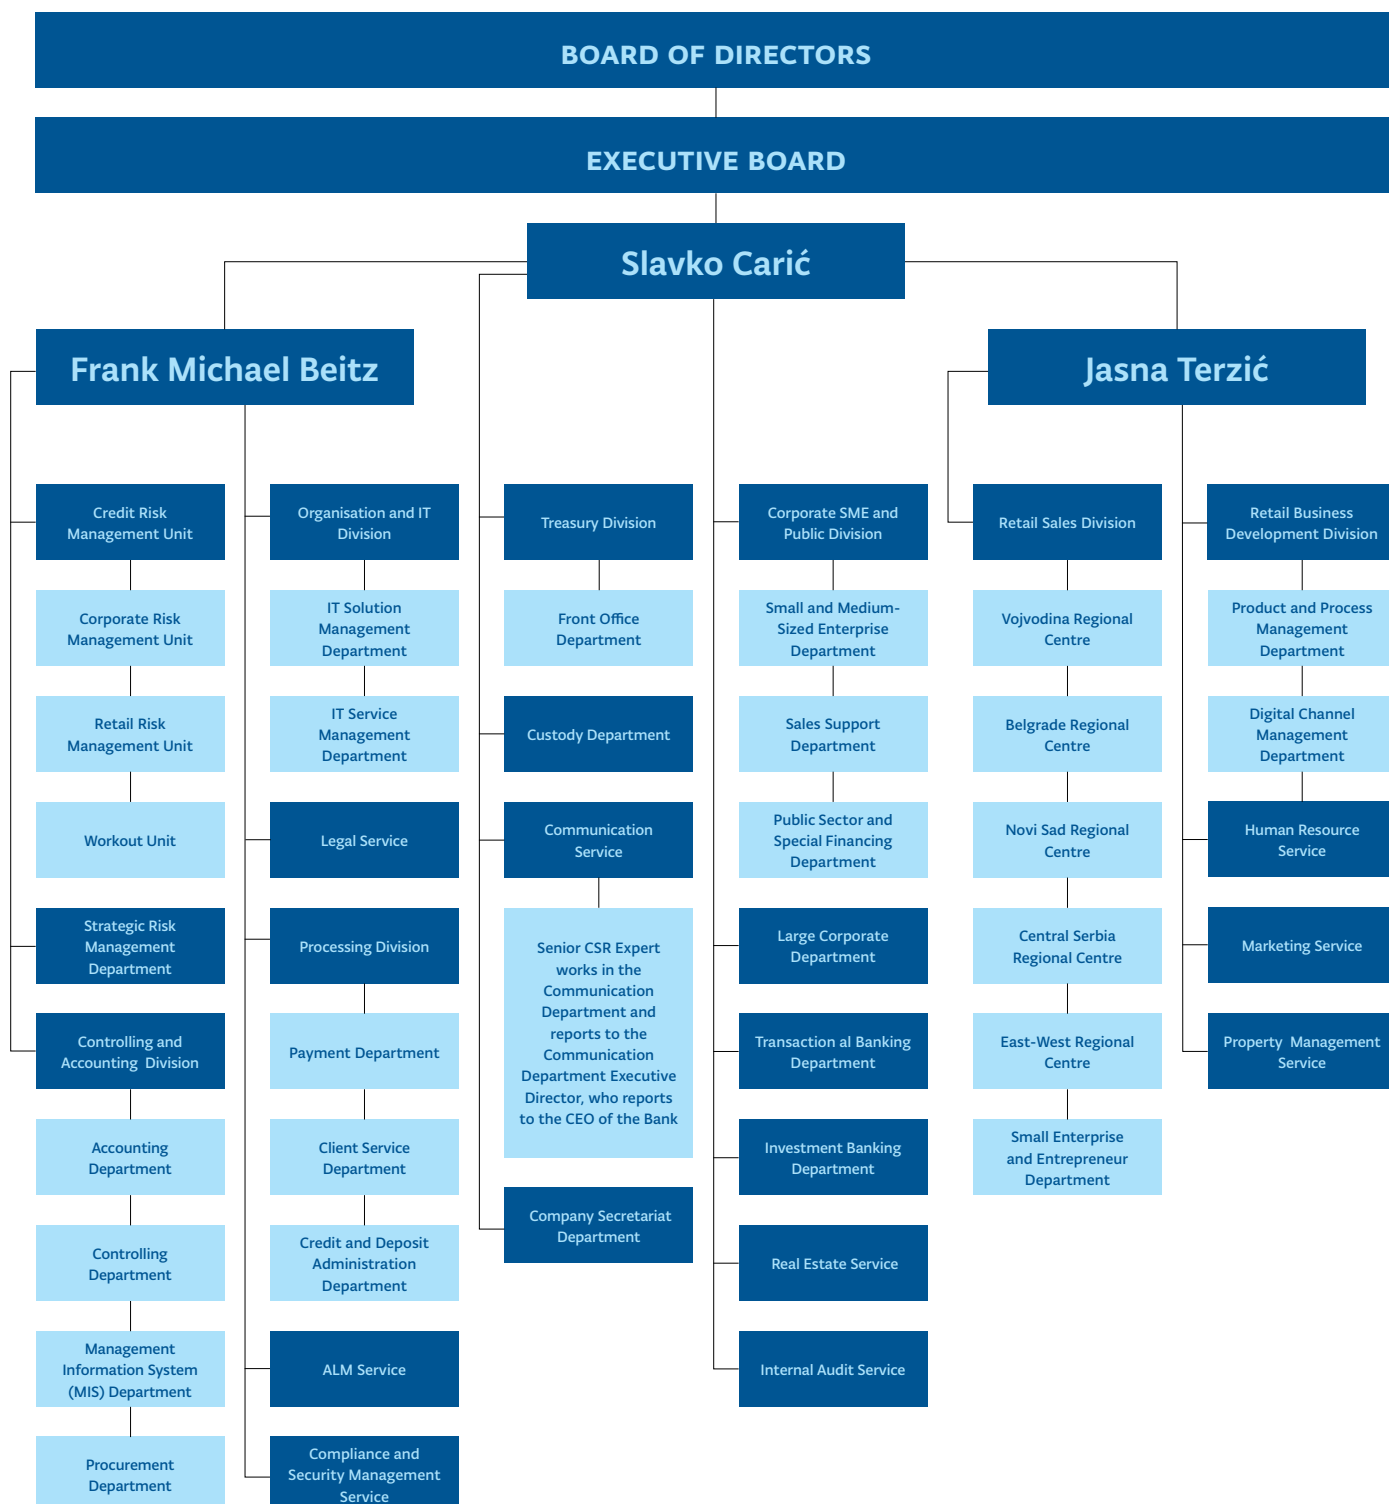 BOARD OF DIRECTORS
EXECUTIVE BOARD
Slavko Carić
Frank Michael Beitz
Jasna Terzić
Credit Risk
Management Unit
Corporate Risk
Management Unit
Retail Risk
Management Unit
Workout Unit
Strategic Risk
Management
Department
Controlling and
Accounting Division
Accounting
Department
Controlling
Department
Management
Information System
(MIS) Department
Procurement
Department
Organisation and IT
Division
IT Solution
Management
Department
IT Service
Management
Department
Legal Service
Processing Division
Payment Department
Client Service
Department
Credit and Deposit
Administration
Department
ALM Service
Compliance and
Security Management
Service
Treasury Division
Front Office
Department
Custody Department
Communication
Service
Senior CSR Expert
works in the
Communication
Department and
reports to the
Communication
Department Executive
Director, who reports
to the CEO of the Bank
Company Secretariat
Department
Corporate SME and
Public Division
Small and Medium-
Sized Enterprise
Department
Sales Support
Department
Public Sector and
Special Financing
Department
Large Corporate
Department
Transaction al Banking
Department
Investment Banking
Department
Real Estate Service
Internal Audit Service
Retail Sales Division
Vojvodina Regional
Centre
Belgrade Regional
Centre
Novi Sad Regional
Centre
Central Serbia
Regional Centre
East-West Regional
Centre
Small Enterprise
and Entrepreneur
Department
Retail Business
Development Division
Product and Process
Management
Department
Digital Channel
Management
Department
Human Resource
Service
Marketing Service
Property Management
Service